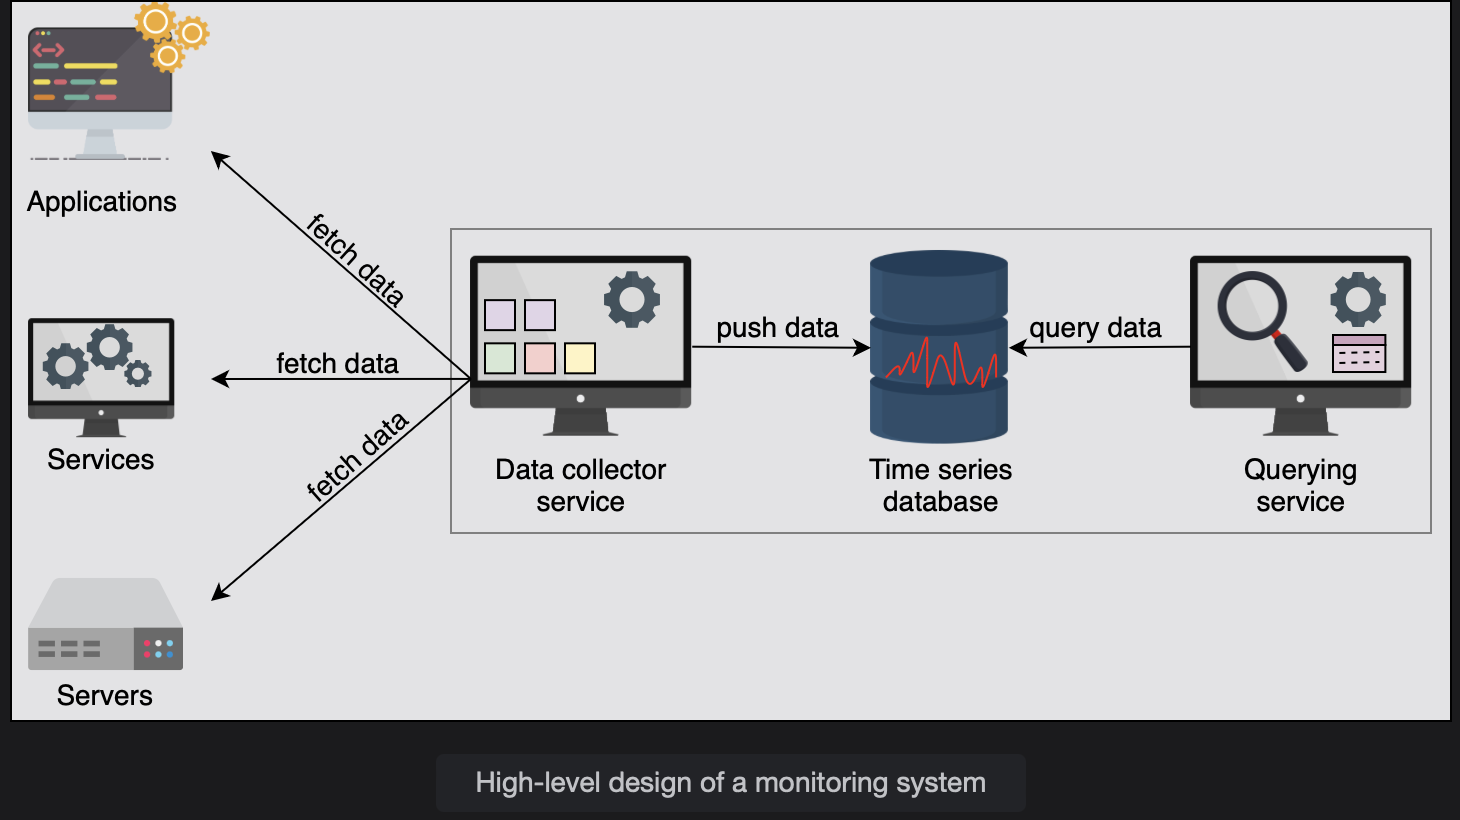 Applications
fetch data
fetch data
fetch data
Services
Servers
push data
query data
Data collector
service
Time series
database
Querying
service
High-level design of a monitoring system